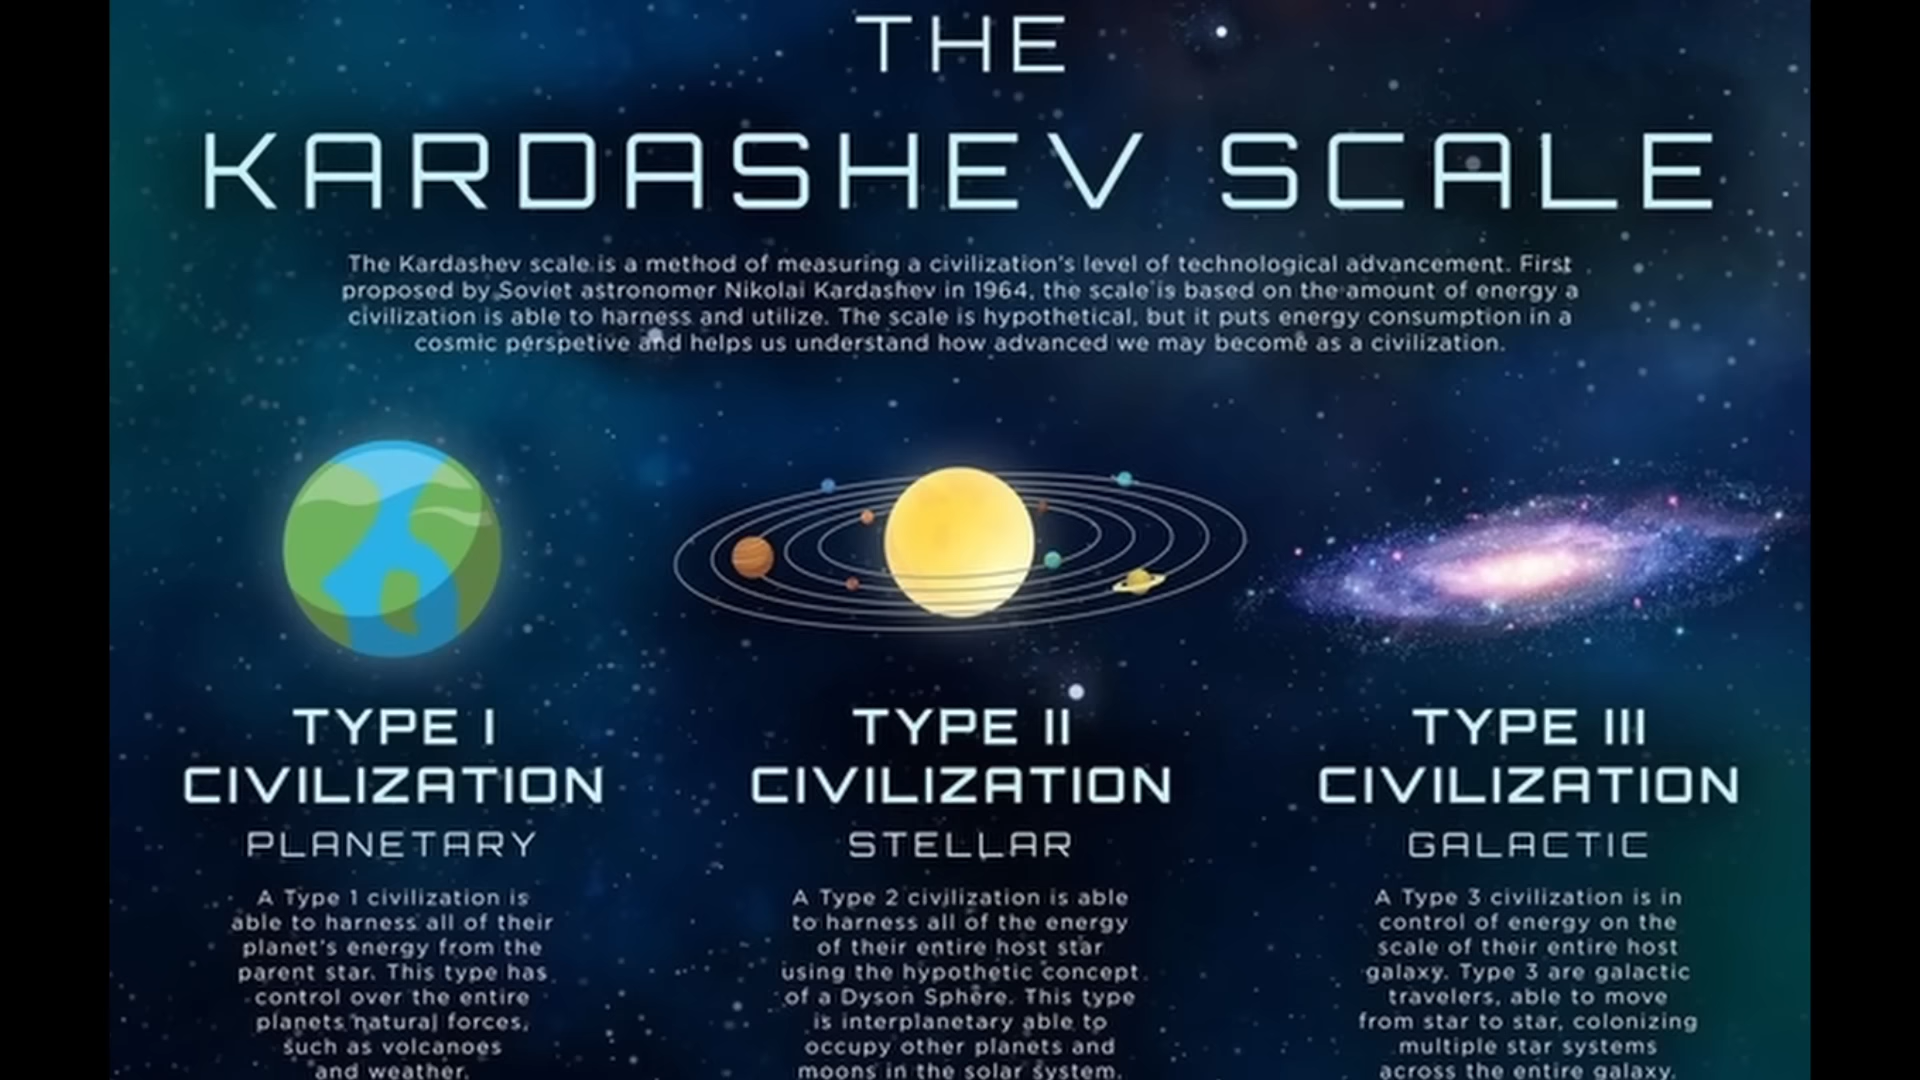 THE
KARDASHEV SCALE
The Kardashev scale is a method of measuring a civilization's level of technological advancement. First
proposed by Soviet astronomer Nikolai Kardashev in 1964, the scale is based on the amount of energy a
civilization is able to harness and utilize. The scale is hypothetical, but it puts energy consumption in a
cosmic perspetive and helps us understand how advanced we may become as a civilization.
TYPE I
CIVILIZATION
PLANETARY
A Type 1 civilization is
able to harness all of their
planet's energy from the
parent star. This type has
control over the entire
planets natural forces,
such as volcanoes
and weather.
TYPE II
CIVILIZATION
STELLAR
A Type 2 civilization is able
to harness all of the energy
of their entire host star
using the hypothetic concept
of a Dyson Sphere. This type
is interplanetary able to
occupy other planets and
moons in the solar system.
TYPE III
CIVILIZATION
GALACTIC
A Type 3 civilization is in
control of energy on the
scale of their entire host
galaxy. Type 3 are galactic
travelers, able to move
from star to star, colonizing
multiple star systems
across the entire galaxy.